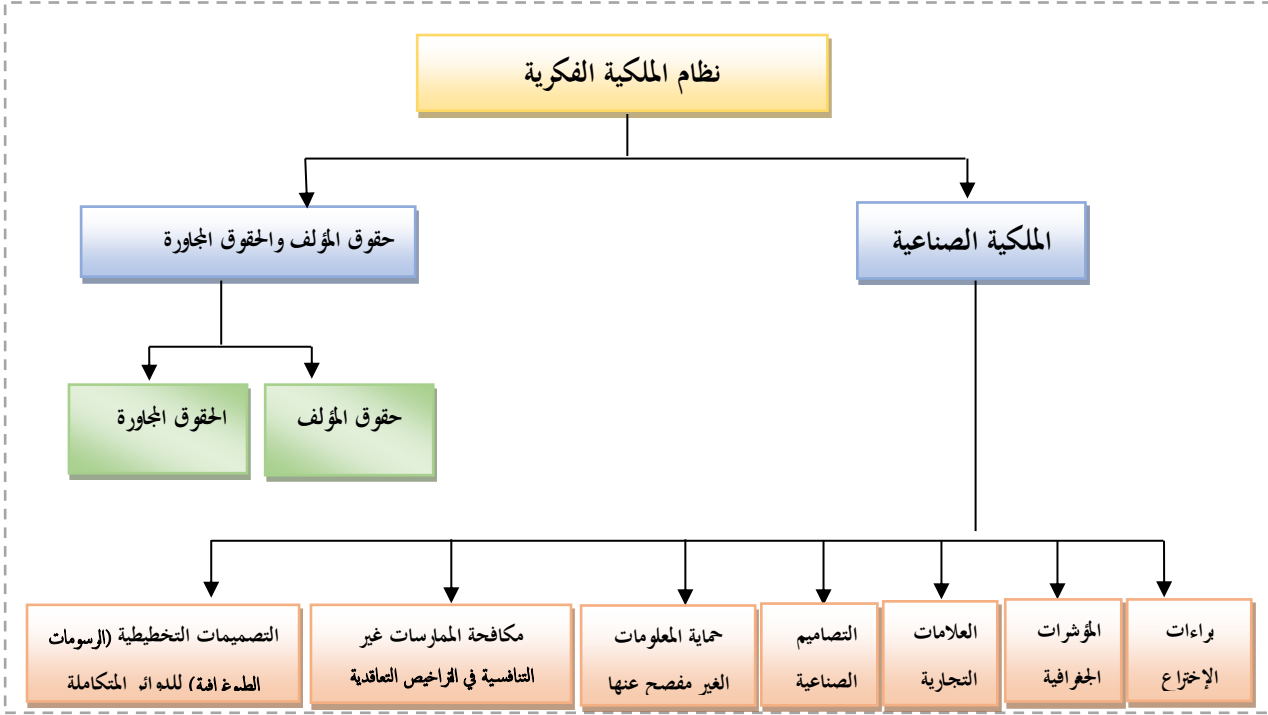 نظام الملكية الفكرية
الملكية الصناعية
حقوق المؤلف والحقوق المجاورة
حقوق المؤلف
الحقوق المجاورة
براءات
الإختراع
المؤشرات
الجغرافية
العلامات
التجارية
التصاميم
الصناعية
حماية المعلومات
الغير مفصح عنها
مكافحة الممارسات غير
التنافسية في التراخيص التعاقدية
التصميمات التخطيطية (الرسومات
الطبوغرافية) للدوائر المتكاملة